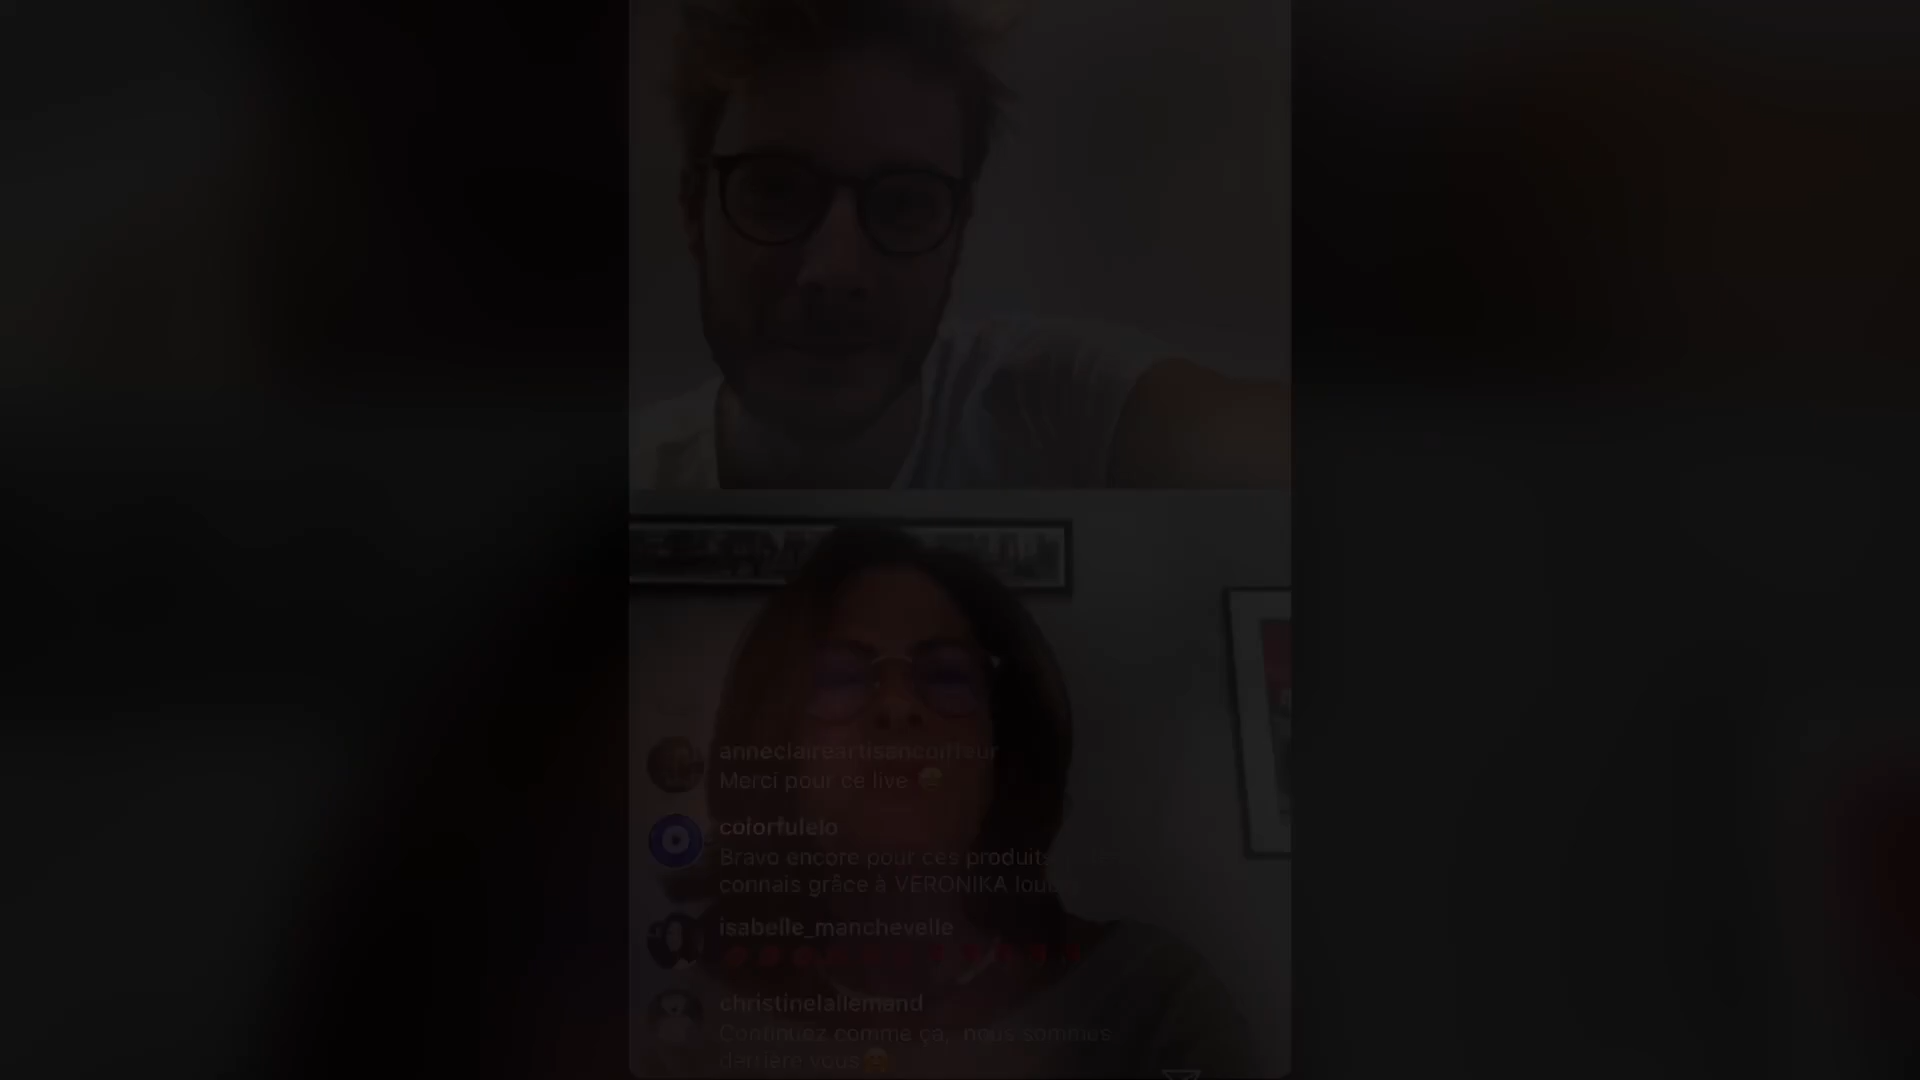 anneclaireartisancoiffeur
Merci pour ce live
colorfulelo
Bravo encore pour ces produits
connais grâce à VERONIKA
isabelle_manchevelle
christinelallemand
Continuez comme ça, nous sommes
derrière vous